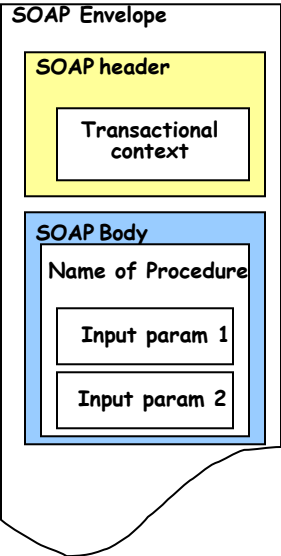 SOAP Envelope
SOAP header
Transactional
context
SOAP Body
Name of Procedure
Input param 1
Input param 2